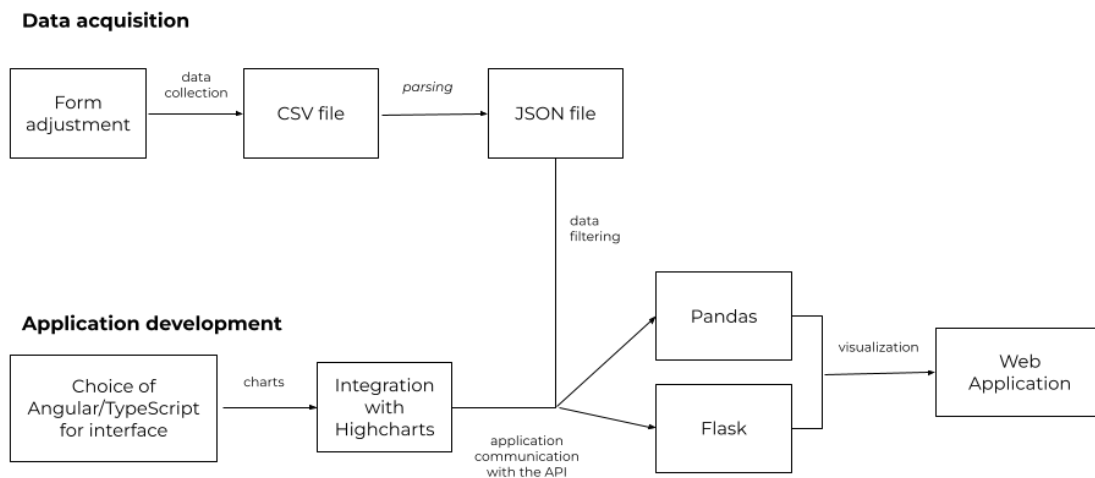 Data acquisition
Form
adjustment
data
collection
CSV file
parsing
JSON file
data
filtering
Application development
Choice of
Angular/TypeScript
for interface
charts
Integration
with
Highcharts
application
communication
with the API
Pandas
Flask
visualization
Web
Application